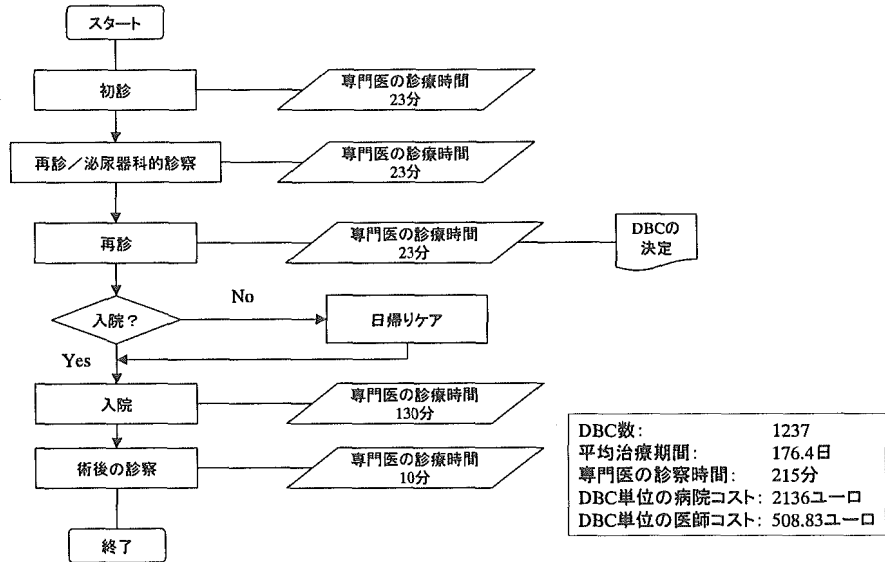 スタート
初診
専門医の診療時間
23分
再診／泌尿器科的診察
専門医の診療時間
23分
再診
専門医の診療時間
23分
DBCの
決定
入院？
No
日帰りケア
Yes
入院
専門医の診療時間
130分
術後の診察
専門医の診療時間
10分
終了
DBC数: 1237
平均治療期間: 176.4日
専門医の診察時間: 215分
DBC単位の病院コスト: 2136ユーロ
DBC単位の医師コスト: 508.83ユーロ